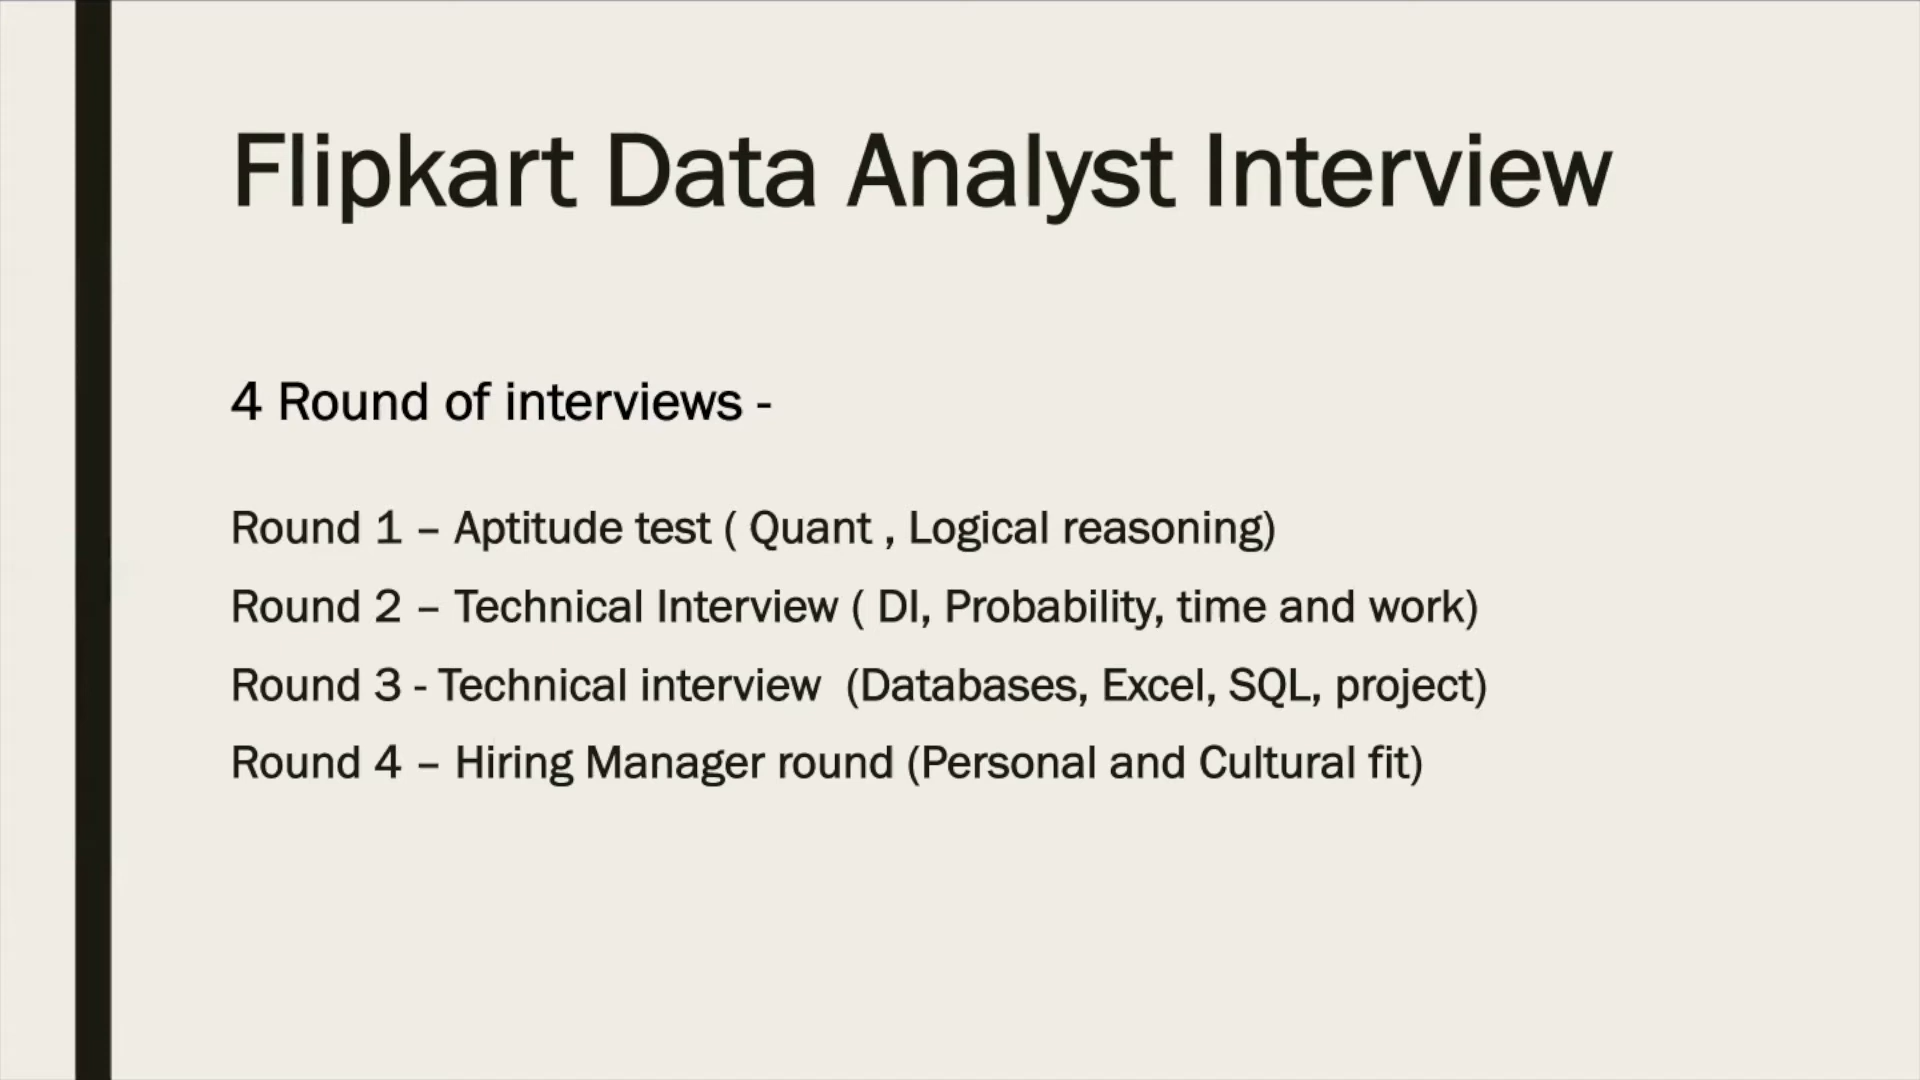 Flipkart Data Analyst Interview
4 Round of interviews -
Round 1 – Aptitude test ( Quant , Logical reasoning)
Round 2 – Technical Interview ( DI, Probability, time and work)
Round 3 - Technical interview  (Databases, Excel, SQL, project)
Round 4 – Hiring Manager round (Personal and Cultural fit)